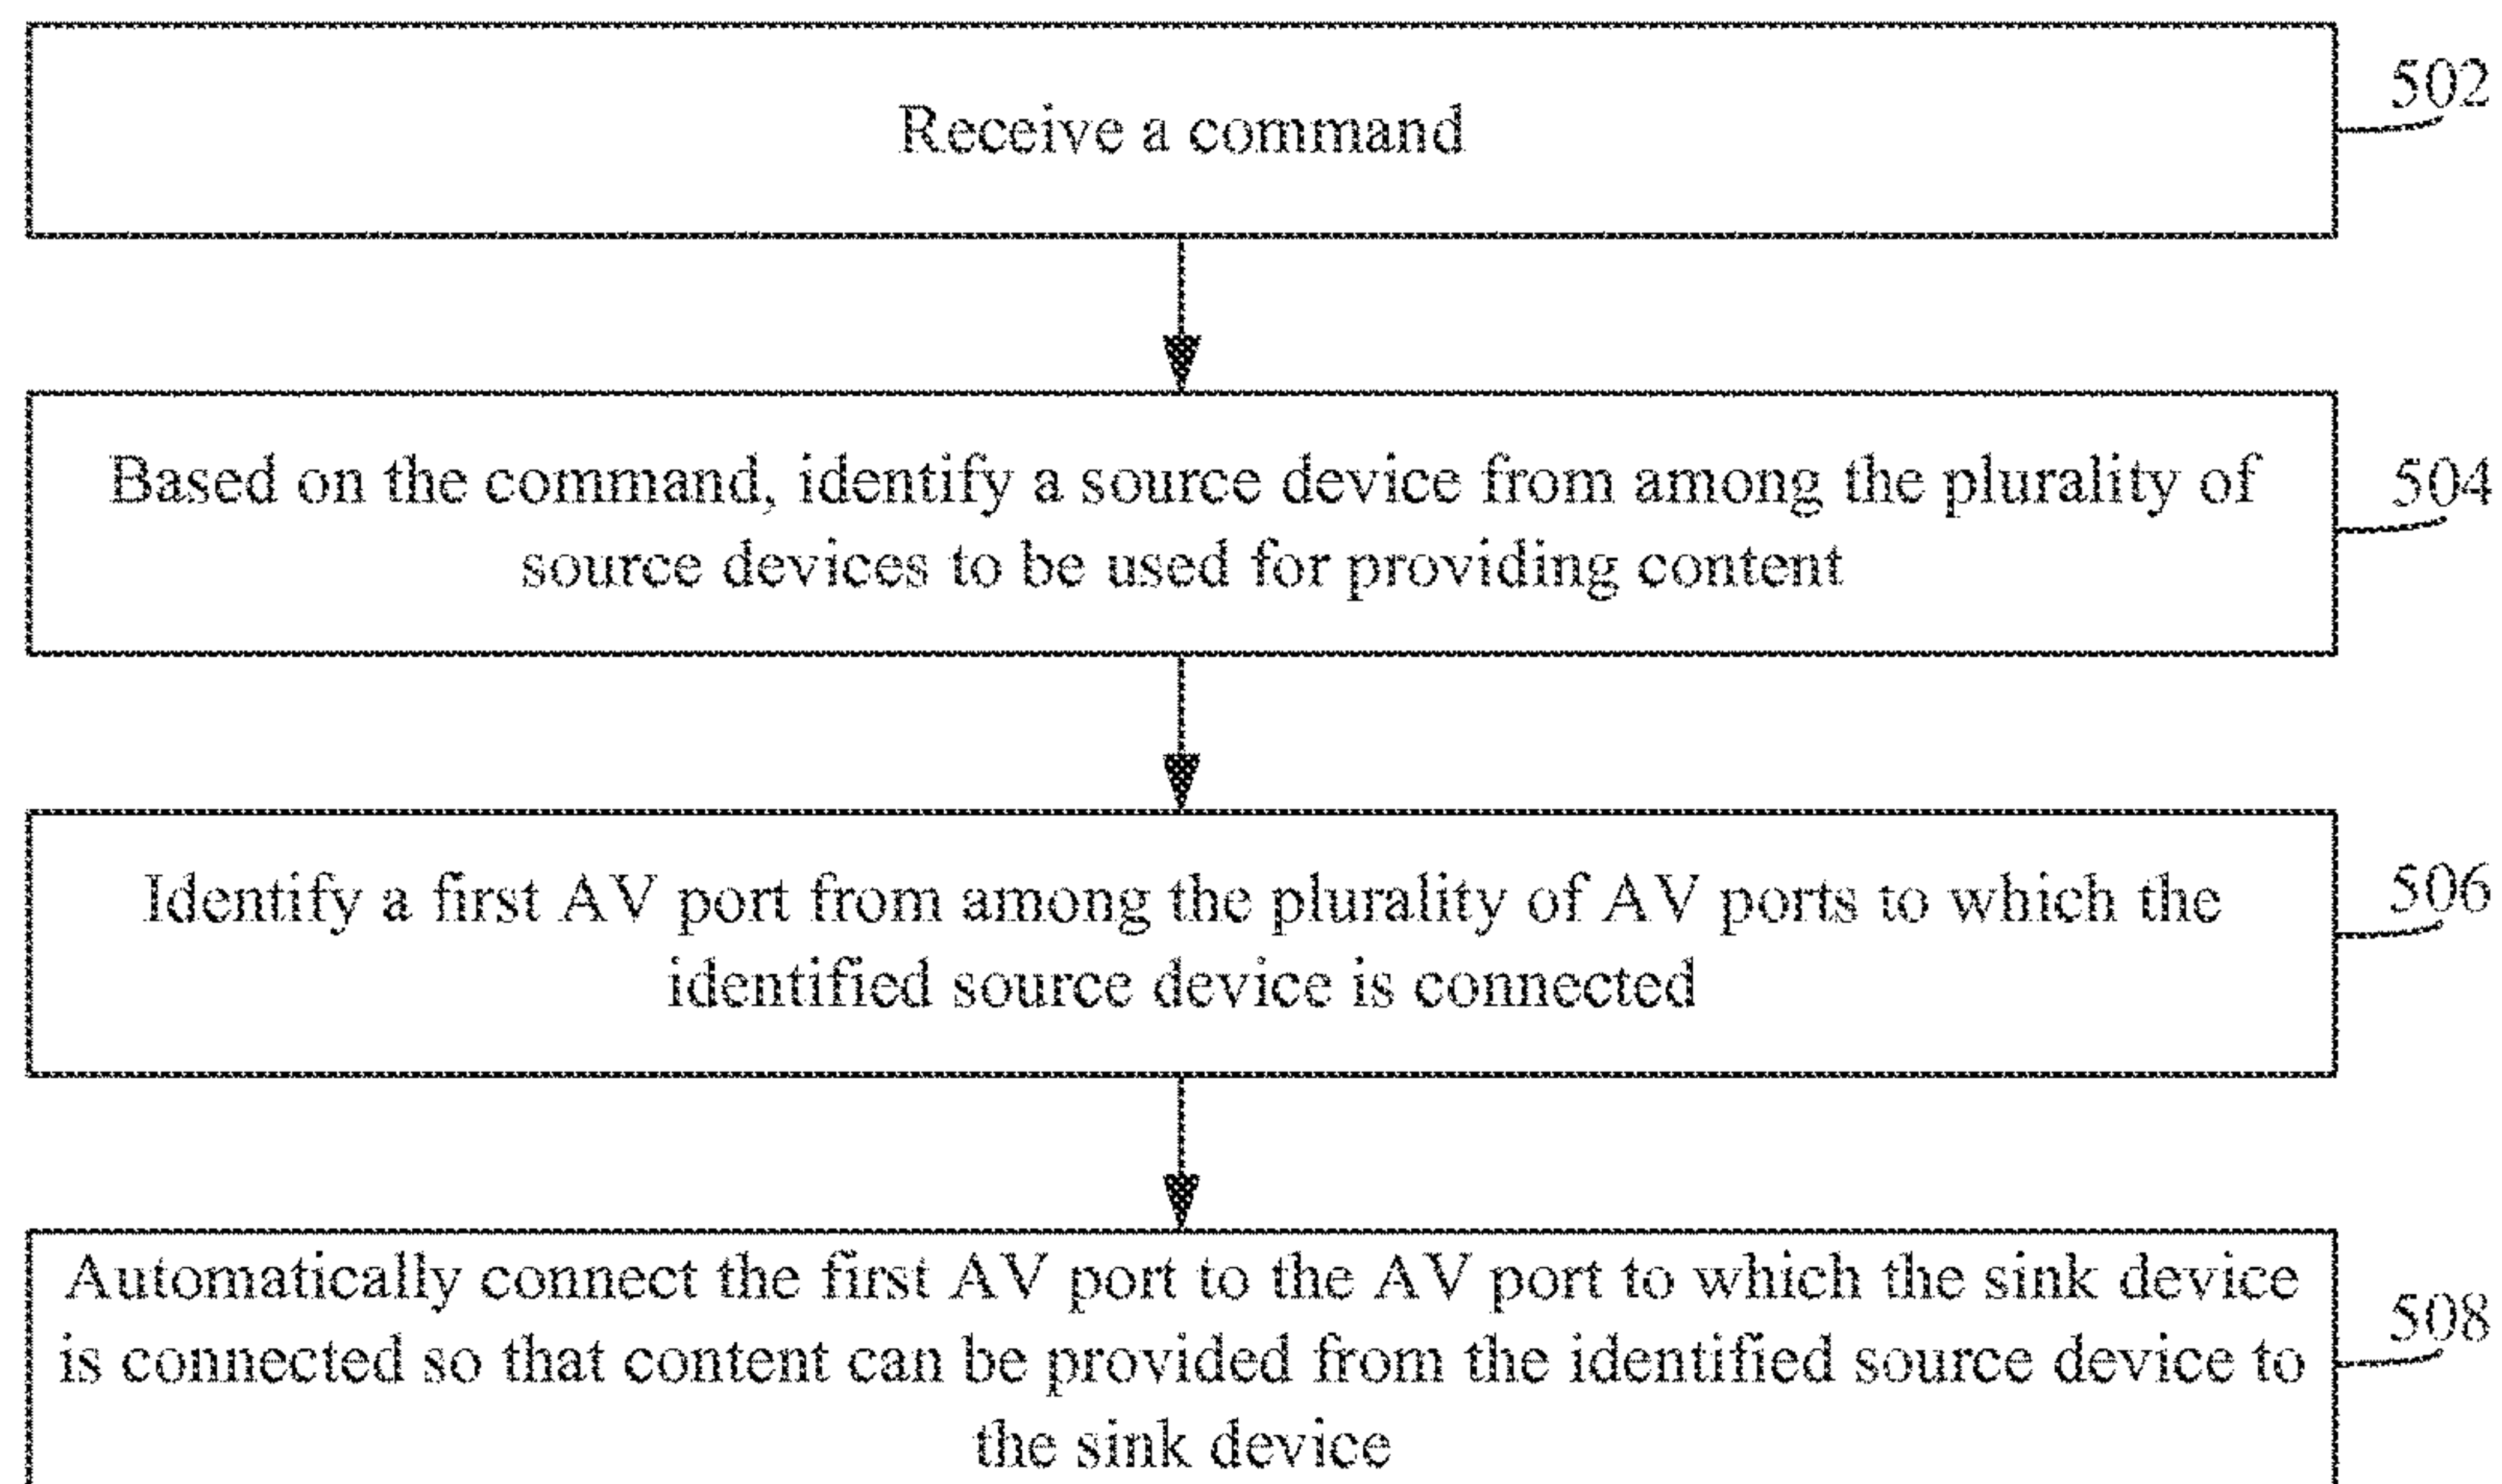 Receive a command
502
Based on the command, identify a source device from among the plurality of
source devices to be used for providing content
504
Identify a first AV port from among the plurality of AV ports to which the
identified source device is connected
506
Automatically connect the first AV port to the AV port to which the sink device
is connected so that content can be provided from the identified source device to
the sink device
508